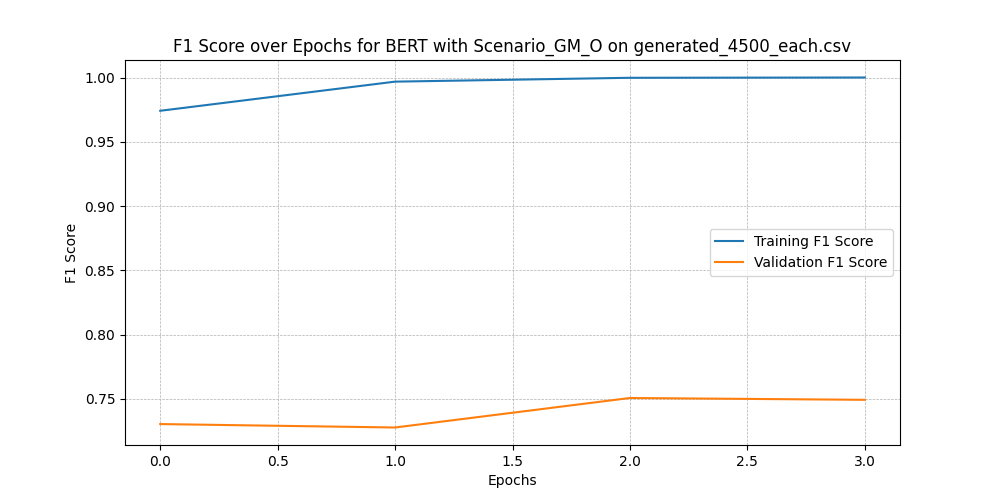 F1 Score over Epochs for BERT with Scenario_GM_O on generated_4500_each.csv
F1 Score
1.00
0.95
0.90
0.85
0.80
0.75
Training F1 Score
Validation F1 Score
0.0 0.5 1.0 1.5 2.0 2.5 3.0
Epochs